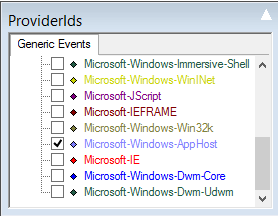 ProviderIds
Generic Events
Microsoft-Windows-Immersive-Shell
Microsoft-Windows-WinINet
Microsoft-JScript
Microsoft-IEFRAME
Microsoft-Windows-Win32k
Microsoft-Windows-AppHost
Microsoft-IE
Microsoft-Windows-Dwm-Core
Microsoft-Windows-Dwm-Udwm